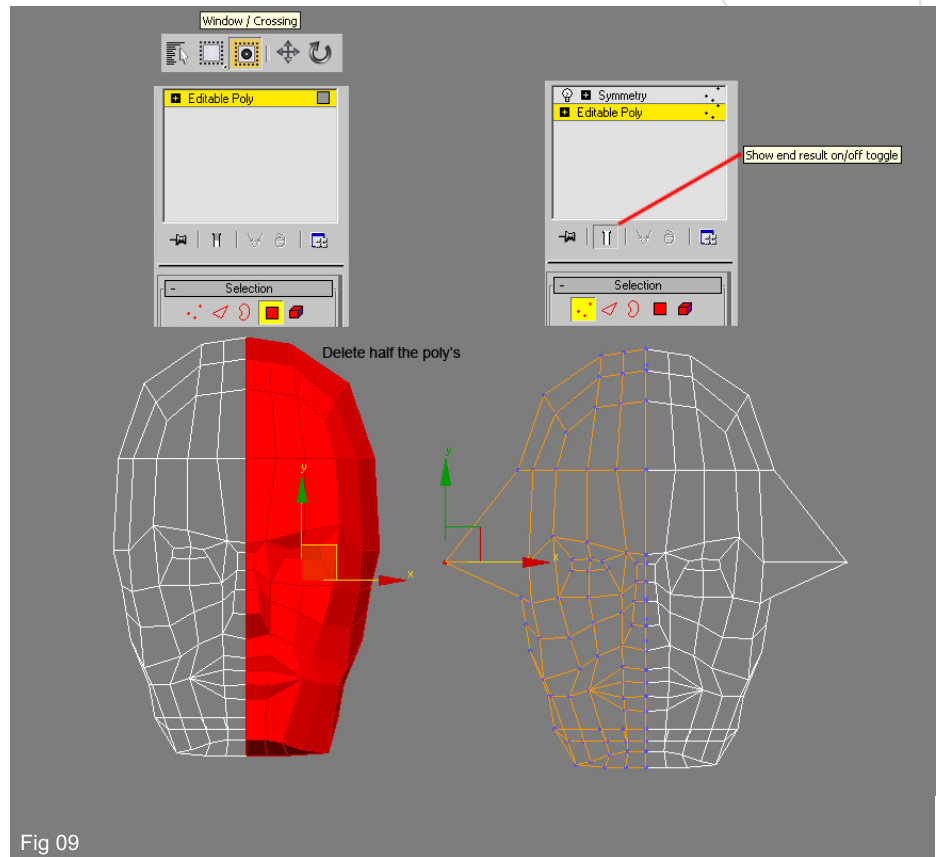 Window / Crossing
Editable Poly
Symmetry
Editable Poly
Show end result on/off toggle
- Selection
- Selection
Delete half the poly's
y
x
y
x
Fig 09